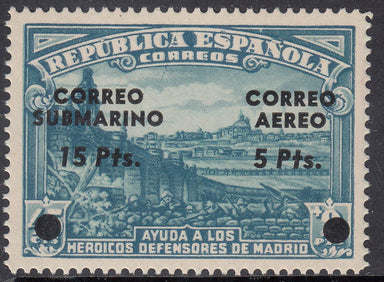 REPUBLICA ESPAÑOLA
CORREOS
CORREO CORREO
SUBMARINO AEREO
15 Pts. 5 Pts.
AYUDA A LOS
HEROICOS DEFENSORES DE MADRID